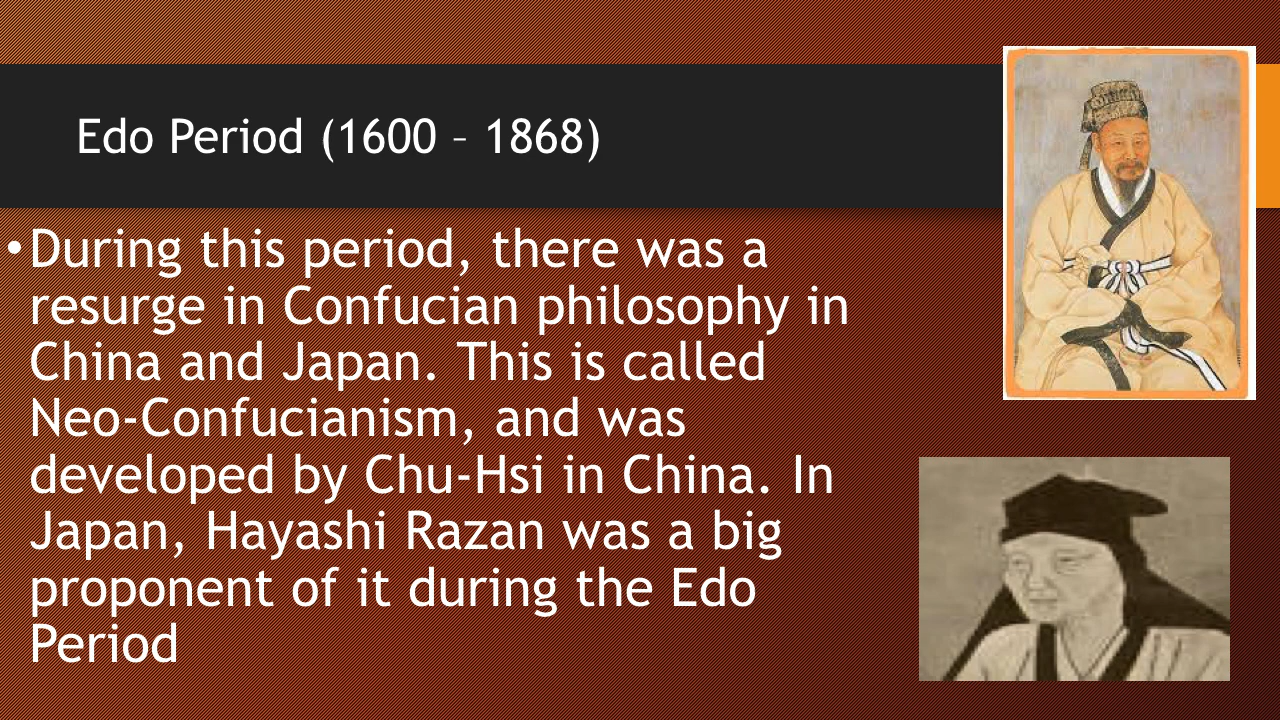 Edo Period (1600 – 1868)
•During this period, there was a
resurge in Confucian philosophy in
China and Japan. This is called
Neo-Confucianism, and was
developed by Chu-Hsi in China. In
Japan, Hayashi Razan was a big
proponent of it during the Edo
Period